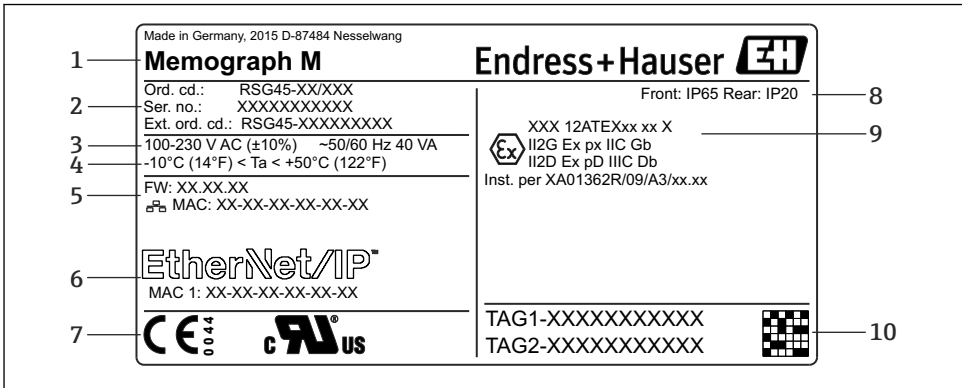 Made in Germany, 2015 D-87484 Nesselwang
1
Memograph M
Endress+Hauser EH
Ord. cd.: RSG45-XX/XXX
2
Ser. no.: XXXXXXXXXXX
Ext. ord. cd.: RSG45-XXXXXXXXX
Front: IP65 Rear: IP20
8
3
100-230 V AC (±10%) ~50/60 Hz 40 VA
4
-10°C (14°F) < Ta < +50°C (122°F)
XXX 12ATEXxx xx X
9
Ex
II2G Ex px IIC Gb
II2D Ex pD IIIC Db
Inst. per XA01362R/09/A3/xx.xx
5
FW: XX.XX.XX
MAC: XX-XX-XX-XX-XX-XX
6
EtherNet/IP™
MAC 1: XX-XX-XX-XX-XX-XX
7
CE 0044
c RU® US
TAG1-XXXXXXXXXXX
TAG2-XXXXXXXXXXX
10